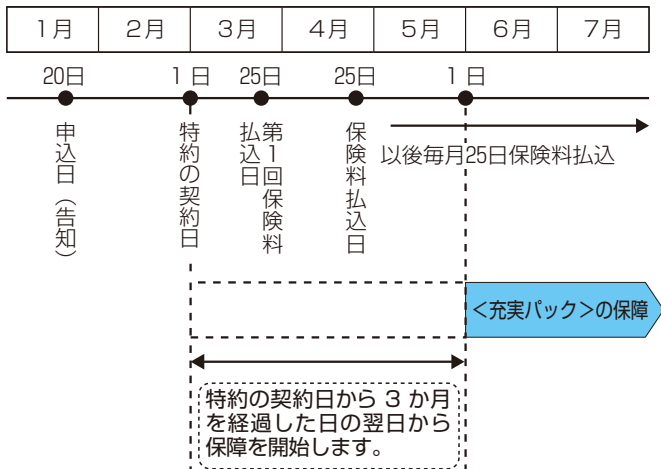 1月 2月 3月 4月 5月 6月 7月
20日 1日 25日 25日 1日
申込日（告知）
特約の契約日
第1回保険料
払込日
保険料払込日
以後毎月25日保険料払込
＜充実パック＞の保障
特約の契約日から 3 か月
を経過した日の翌日から
保障を開始します。